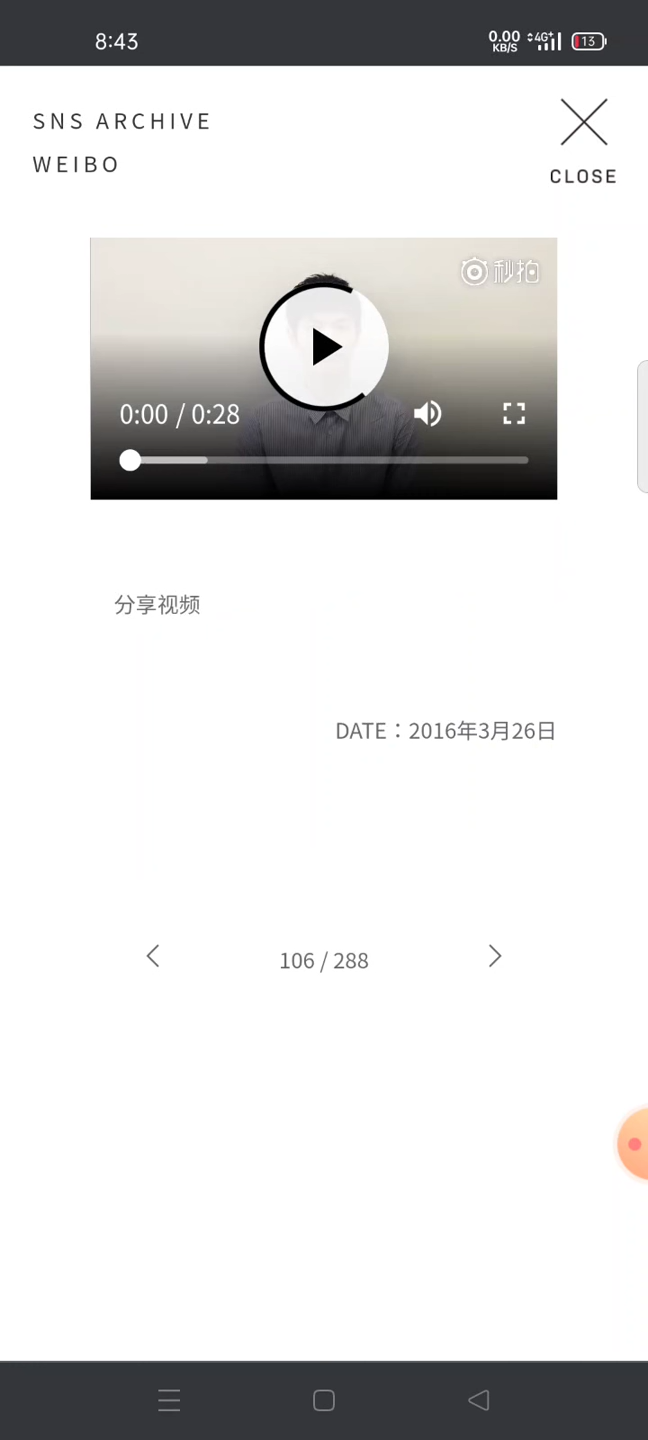 8:43
0.00
KB/S
4G+
13
SNS ARCHIVE
WEIBO
CLOSE
秒拍
0:00 / 0:28
分享视频
DATE：2016年3月26日
106 / 288